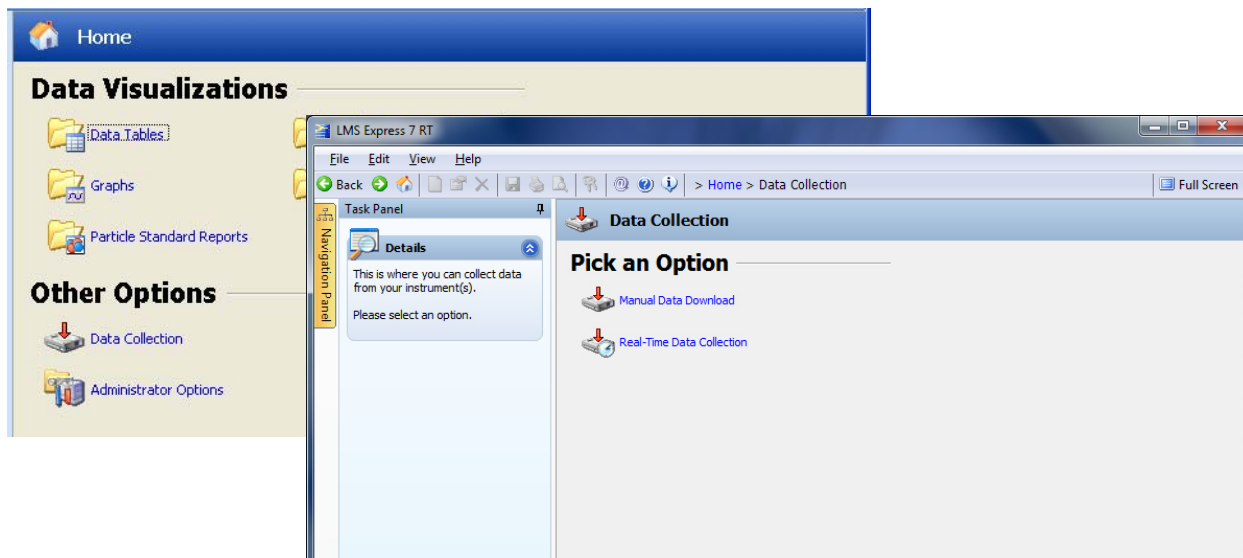 Home
Data Visualizations
Data Tables
Graphs
Particle Standard Reports
Other Options
Data Collection
Administrator Options
LMS Express 7 RT
File Edit View Help
Back > Home > Data Collection Full Screen
Navigation Panel
Task Panel
Details
This is where you can collect data
from your instrument(s).
Please select an option.
Data Collection
Pick an Option
Manual Data Download
Real-Time Data Collection